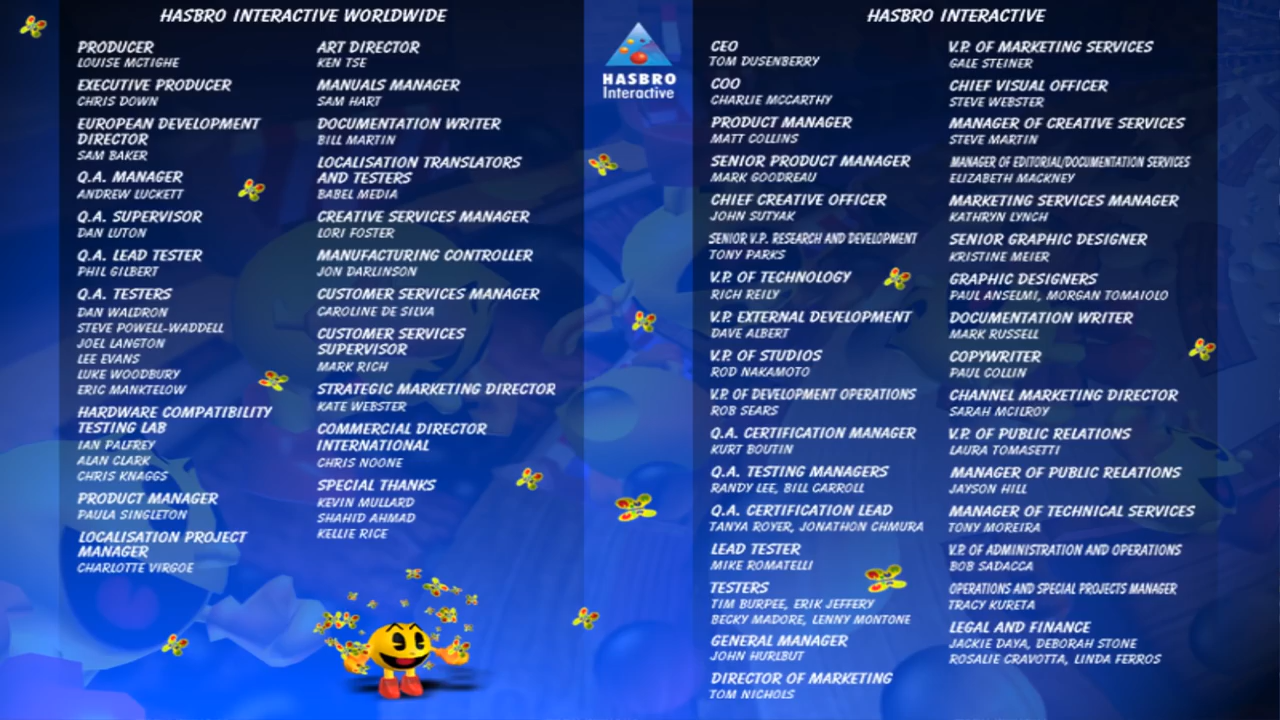 HASBRO INTERACTIVE WORLDWIDE
PRODUCER
LOUISE MCTIGHE
EXECUTIVE PRODUCER
CHRIS DOWN
EUROPEAN DEVELOPMENT
DIRECTOR
SAM BAKER
Q.A. MANAGER
ANDREW LUCKETT
Q.A. SUPERVISOR
DAN LUTON
Q.A. LEAD TESTER
PHIL GILBERT
Q.A. TESTERS
DAN WALDRON
STEVE POWELL-WADDELL
JOEL LANGTON
LEE EVANS
LUKE WOODBURY
ERIC MANKTELOW
HARDWARE COMPATIBILITY
TESTING LAB
IAN PALFREY
ALAN CLARK
CHRIS KNAGGS
PRODUCT MANAGER
PAULA SINGLETON
LOCALISATION PROJECT
MANAGER
CHARLOTTE VIRGOE
ART DIRECTOR
KEN TSE
MANUALS MANAGER
SAM HART
DOCUMENTATION WRITER
BILL MARTIN
LOCALISATION TRANSLATORS
AND TESTERS
BABEL MEDIA
CREATIVE SERVICES MANAGER
LORI FOSTER
MANUFACTURING CONTROLLER
JON DARLINSON
CUSTOMER SERVICES MANAGER
CAROLINE DE SILVA
CUSTOMER SERVICES
SUPERVISOR
MARK RICH
STRATEGIC MARKETING DIRECTOR
KATE WEBSTER
COMMERCIAL DIRECTOR
INTERNATIONAL
CHRIS NOONE
SPECIAL THANKS
KEVIN MULLARD
SHAHID AHMAD
KELLIE RICE
HASBRO
Interactive
HASBRO INTERACTIVE
CEO
TOM DUSENBERRY
COO
CHARLIE MCCARTHY
PRODUCT MANAGER
MATT COLLINS
SENIOR PRODUCT MANAGER
MARK GOODREAU
CHIEF CREATIVE OFFICER
JOHN SUTYAK
SENIOR V.P. RESEARCH AND DEVELOPMENT
TONY PARKS
V.P. OF TECHNOLOGY
RICH REILY
V.P. EXTERNAL DEVELOPMENT
DAVE ALBERT
V.P. OF STUDIOS
ROD NAKAMOTO
V.P. OF DEVELOPMENT OPERATIONS
ROB SEARS
Q.A. CERTIFICATION MANAGER
KURT BOUTIN
Q.A. TESTING MANAGERS
RANDY LEE, BILL CARROLL
Q.A. CERTIFICATION LEAD
TANYA ROYER, JONATHON CHMURA
LEAD TESTER
MIKE ROMATELLI
TESTERS
TIM BURPEE, ERIK JEFFERY
BECKY MADORE, LENNY MONTONE
GENERAL MANAGER
JOHN HURLBUT
DIRECTOR OF MARKETING
TOM NICHOLS
V.P. OF MARKETING SERVICES
GALE STEINER
CHIEF VISUAL OFFICER
STEVE WEBSTER
MANAGER OF CREATIVE SERVICES
STEVE MARTIN
MANAGER OF EDITORIAL/DOCUMENTATION SERVICES
ELIZABETH MACKNEY
MARKETING SERVICES MANAGER
KATHRYN LYNCH
SENIOR GRAPHIC DESIGNER
KRISTINE MEIER
GRAPHIC DESIGNERS
PAUL ANSELMI, MORGAN TOMAIOLO
DOCUMENTATION WRITER
MARK RUSSELL
COPYWRITER
PAUL COLLIN
CHANNEL MARKETING DIRECTOR
SARAH MCILROY
V.P. OF PUBLIC RELATIONS
LAURA TOMASETTI
MANAGER OF PUBLIC RELATIONS
JAYSON HILL
MANAGER OF TECHNICAL SERVICES
TONY MOREIRA
V.P. OF ADMINISTRATION AND OPERATIONS
BOB SADACCA
OPERATIONS AND SPECIAL PROJECTS MANAGER
TRACY KURETA
LEGAL AND FINANCE
JACKIE DAYA, DEBORAH STONE
ROSALIE CRAVOTTA, LINDA FERROS